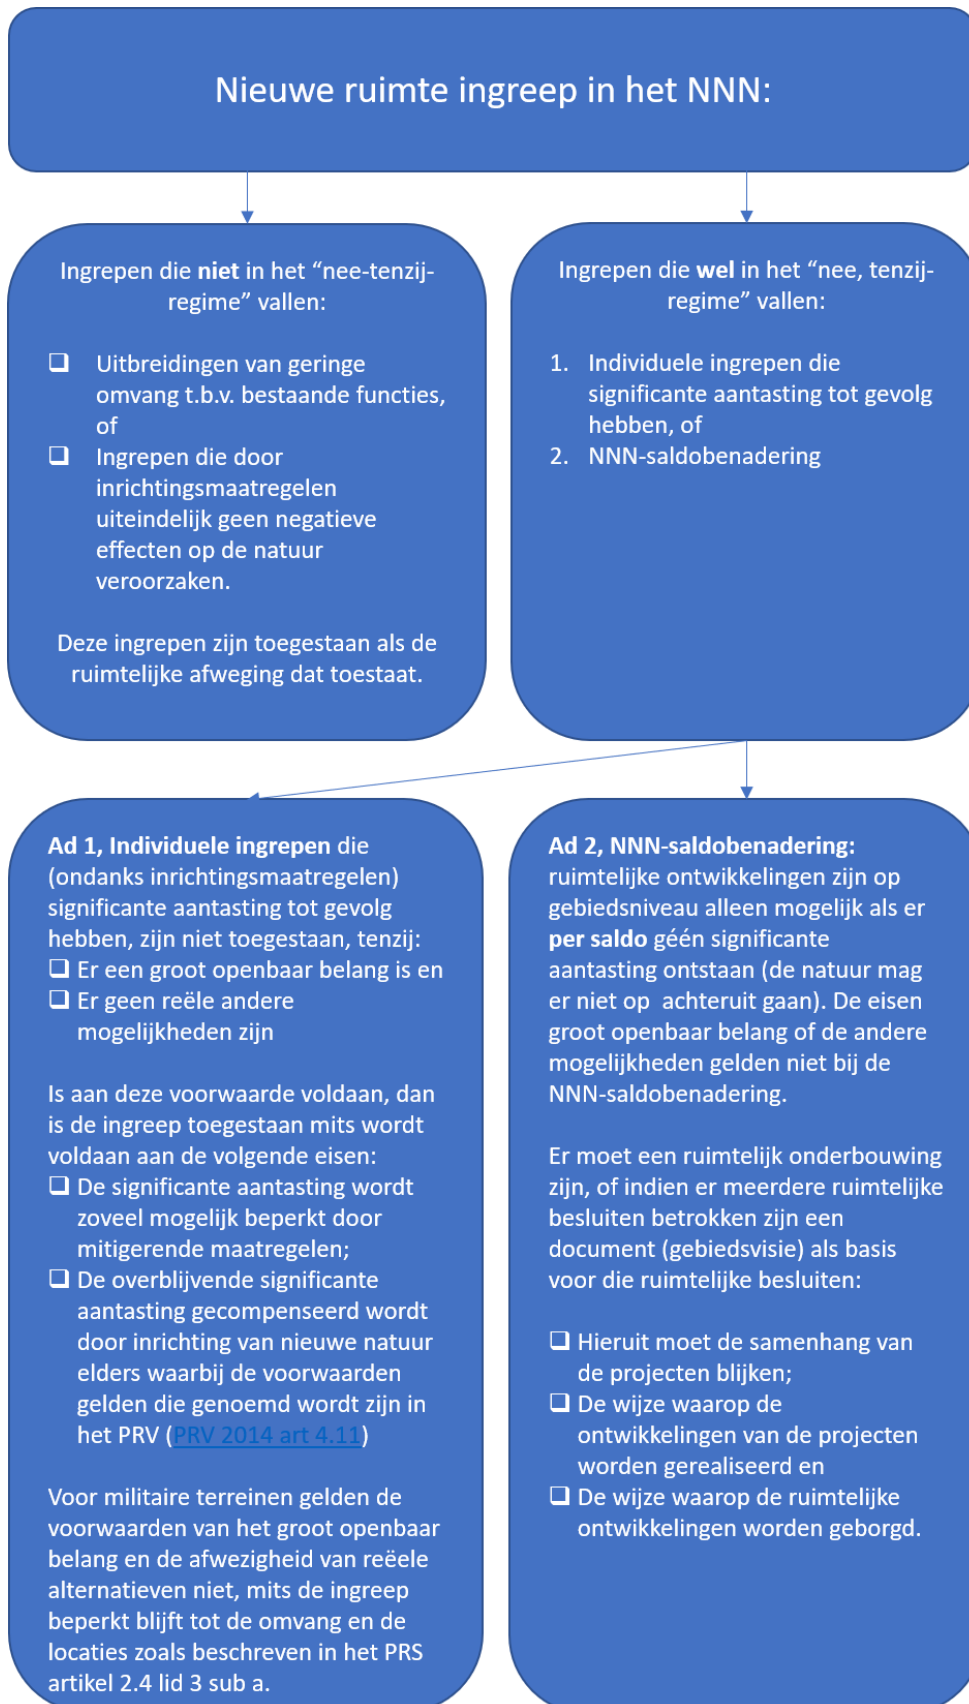 Nieuwe ruimte ingreep in het NNN:
Ingrepen die niet in het “nee-tenzij-
regime” vallen:
❑ Uitbreidingen van geringe
omvang t.b.v. bestaande functies,
of
❑ Ingrepen die door
inrichtingsmaatregelen
uiteindelijk geen negatieve
effecten op de natuur
veroorzaken.
Deze ingrepen zijn toegestaan als de
ruimtelijke afweging dat toestaat.
Ingrepen die wel in het “nee, tenzij-
regime” vallen:
1. Individuele ingrepen die
significante aantasting tot gevolg
hebben, of
2. NNN-saldobenadering
Ad 1, Individuele ingrepen die
(ondanks inrichtingsmaatregelen)
significante aantasting tot gevolg
hebben, zijn niet toegestaan, tenzij:
❑ Er een groot openbaar belang is en
❑ Er geen reële andere
mogelijkheden zijn
Is aan deze voorwaarde voldaan, dan
is de ingreep toegestaan mits wordt
voldaan aan de volgende eisen:
❑ De significante aantasting wordt
zoveel mogelijk beperkt door
mitigerende maatregelen;
❑ De overblijvende significante
aantasting gecompenseerd wordt
door inrichting van nieuwe natuur
elders waarbij de voorwaarden
gelden die genoemd wordt zijn in
het PRV (PRV 2014 art 4.11)
Voor militaire terreinen gelden de
voorwaarden van het groot openbaar
belang en de afwezigheid van reëele
alternatieven niet, mits de ingreep
beperkt blijft tot de omvang en de
locaties zoals beschreven in het PRS
artikel 2.4 lid 3 sub a.
Ad 2, NNN-saldobenadering:
ruimtelijke ontwikkelingen zijn op
gebiedsniveau alleen mogelijk als er
per saldo géén significante
aantasting ontstaan (de natuur mag
er niet op achteruit gaan). De eisen
groot openbaar belang of de andere
mogelijkheden gelden niet bij de
NNN-saldobenadering.
Er moet een ruimtelijk onderbouwing
zijn, of indien er meerdere ruimtelijke
besluiten betrokken zijn een
document (gebiedsvisie) als basis
voor die ruimtelijke besluiten:
❑ Hieruit moet de samenhang van
de projecten blijken;
❑ De wijze waarop de
ontwikkelingen van de projecten
worden gerealiseerd en
❑ De wijze waarop de ruimtelijke
ontwikkelingen worden geborgd.